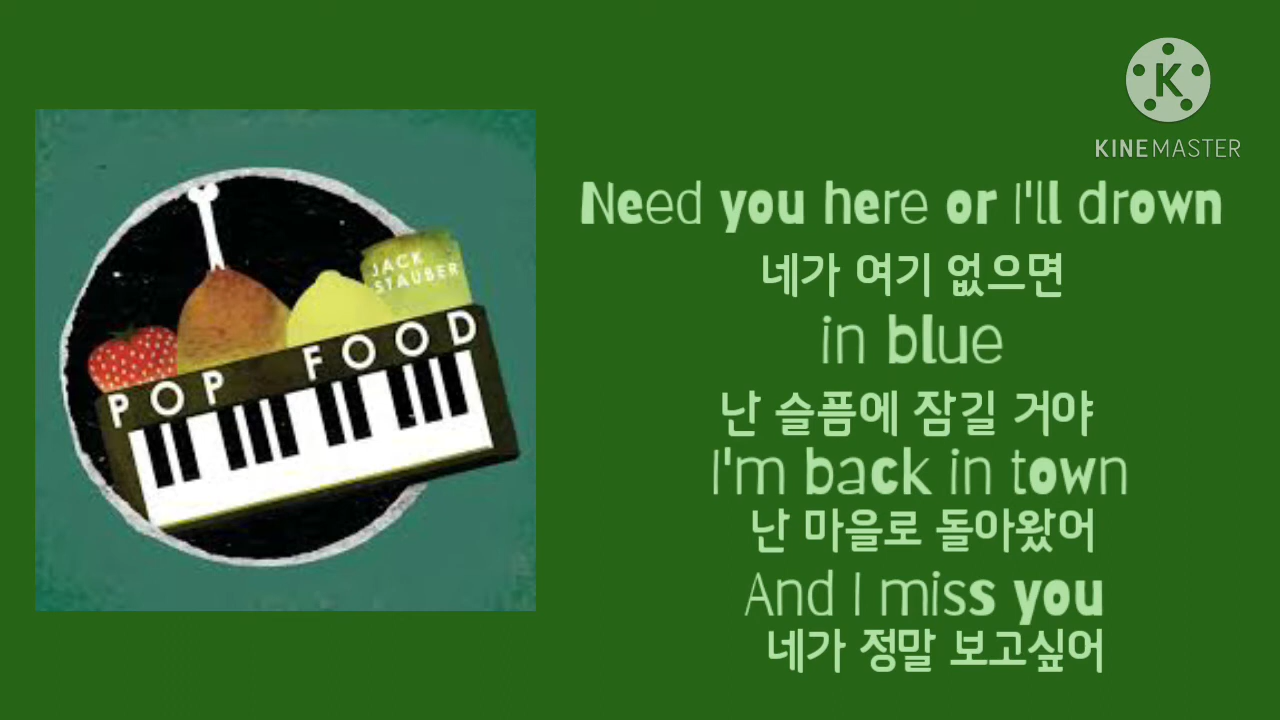 KINEMASTER
JACK
STAUBER
POP FOOD
Need you here or I'll drown
네가 여기 없으면
in blue
난 슬픔에 잠길 거야
I'm back in town
난 마을로 돌아왔어
And I miss you
네가 정말 보고싶어